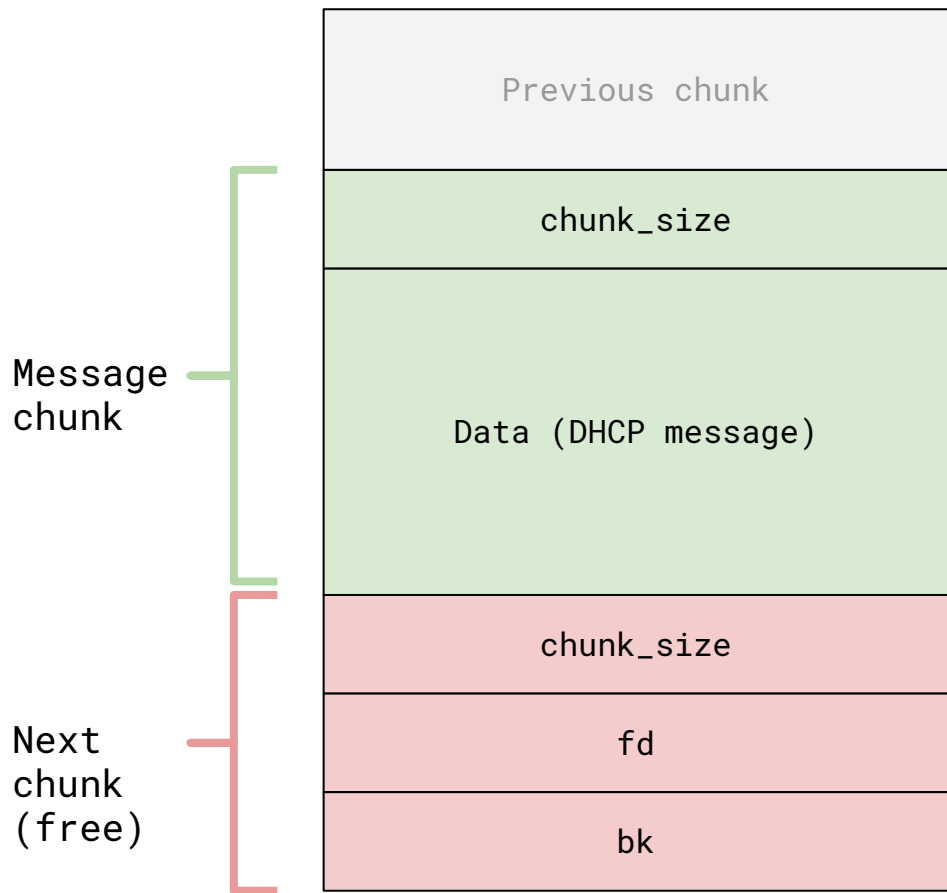 Previous chunk
chunk_size
Message
chunk
Data (DHCP message)
chunk_size
Next
chunk
(free)
fd
bk